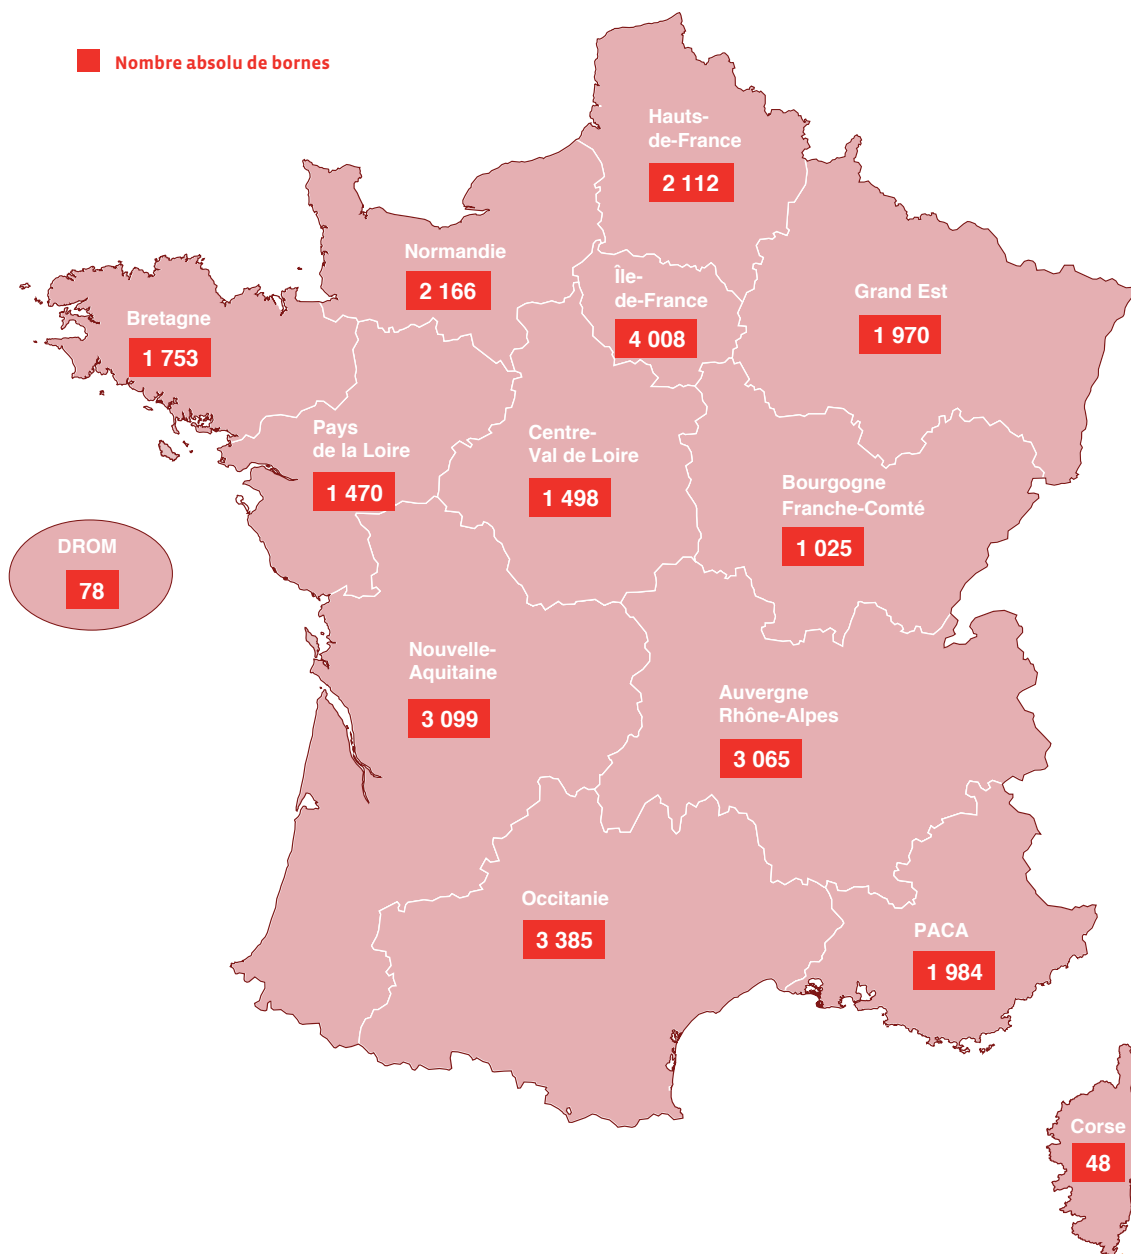 Nombre absolu de bornes
Hauts-
de-France
2 112
Normandie
2 166
Île-
de-France
4 008
Grand Est
1 970
Bretagne
1 753
Pays
de la Loire
1 470
Centre-
Val de Loire
1 498
Bourgogne
Franche-Comté
1 025
DROM
78
Nouvelle-
Aquitaine
3 099
Auvergne
Rhône-Alpes
3 065
Occitanie
3 385
PACA
1 984
Corse
48